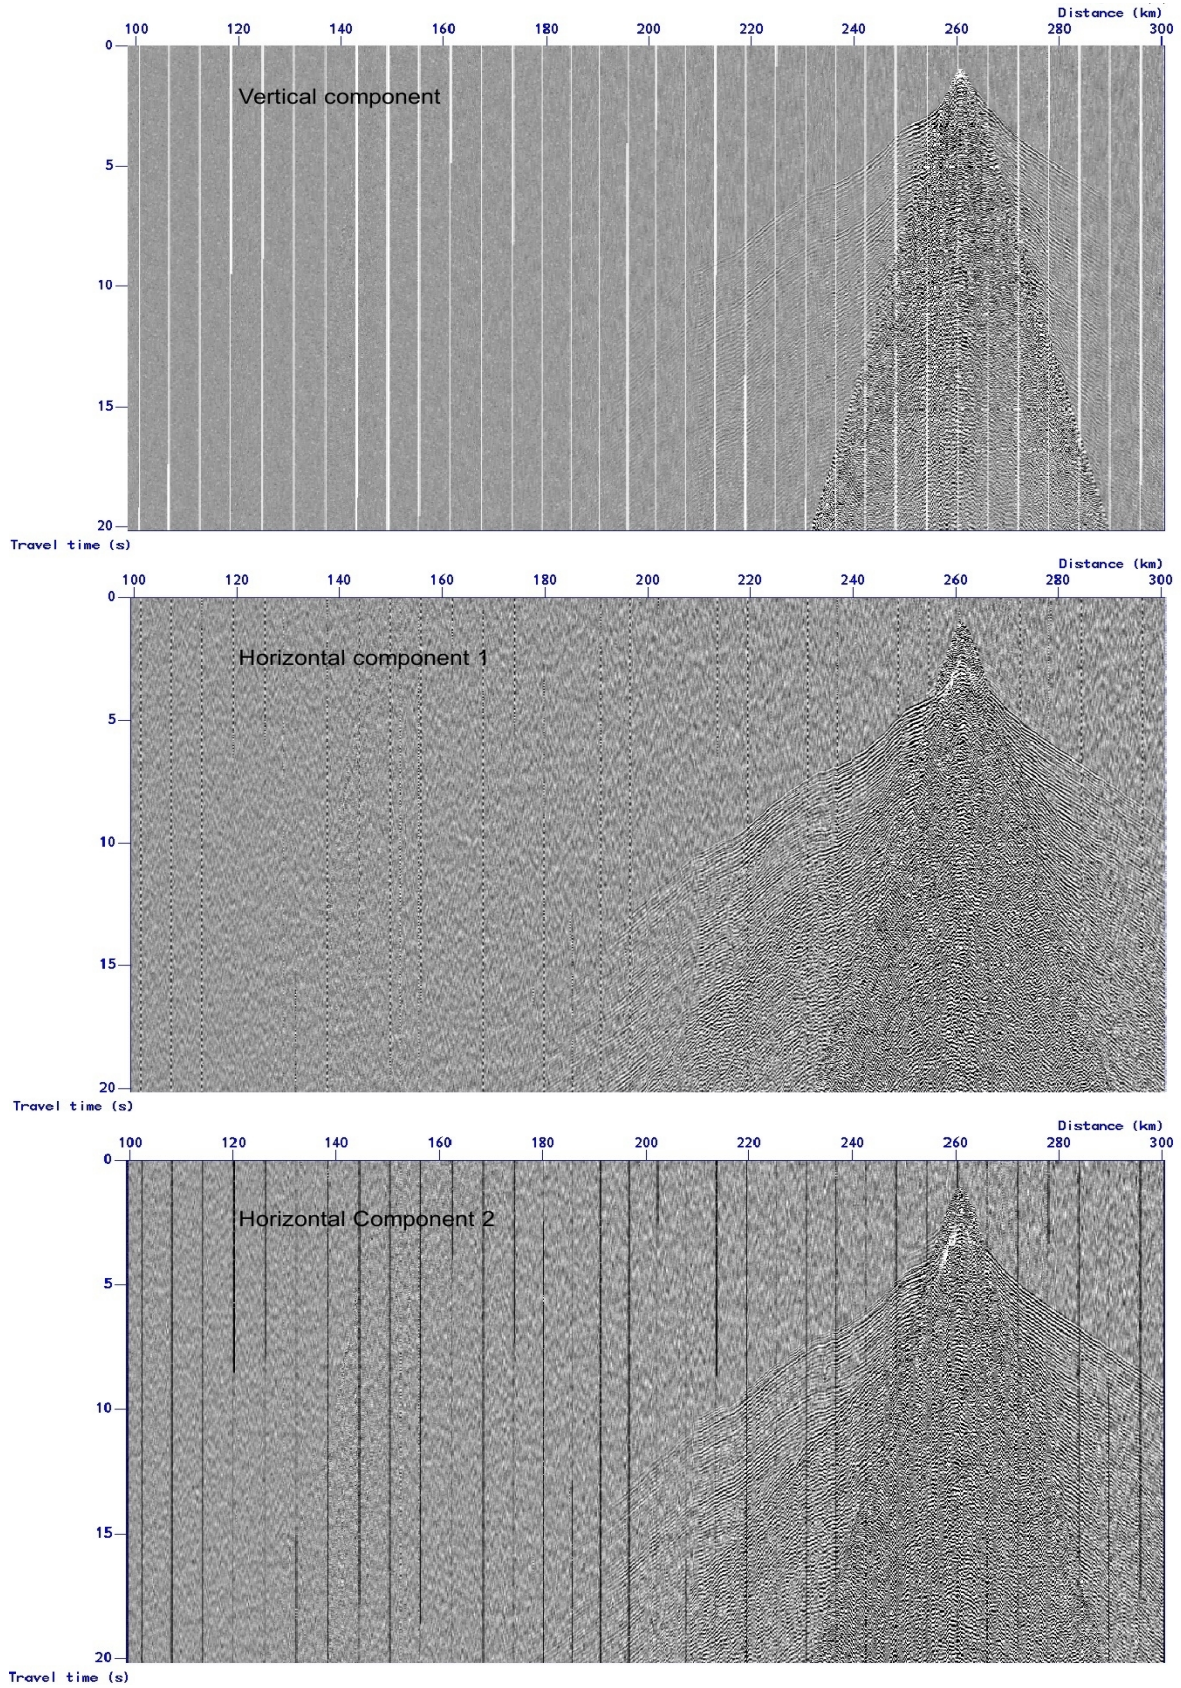 Distance (km)
100 120 140 160 180 200 220 240 260 280 300
0
Vertical component
5
10
15
20
Travel time (s)
Distance (km)
100 120 140 160 180 200 220 240 260 280 300
0
Horizontal component 1
5
10
15
20
Travel time (s)
Distance (km)
100 120 140 160 180 200 220 240 260 280 300
0
Horizontal Component 2
5
10
15
20
Travel time (s)